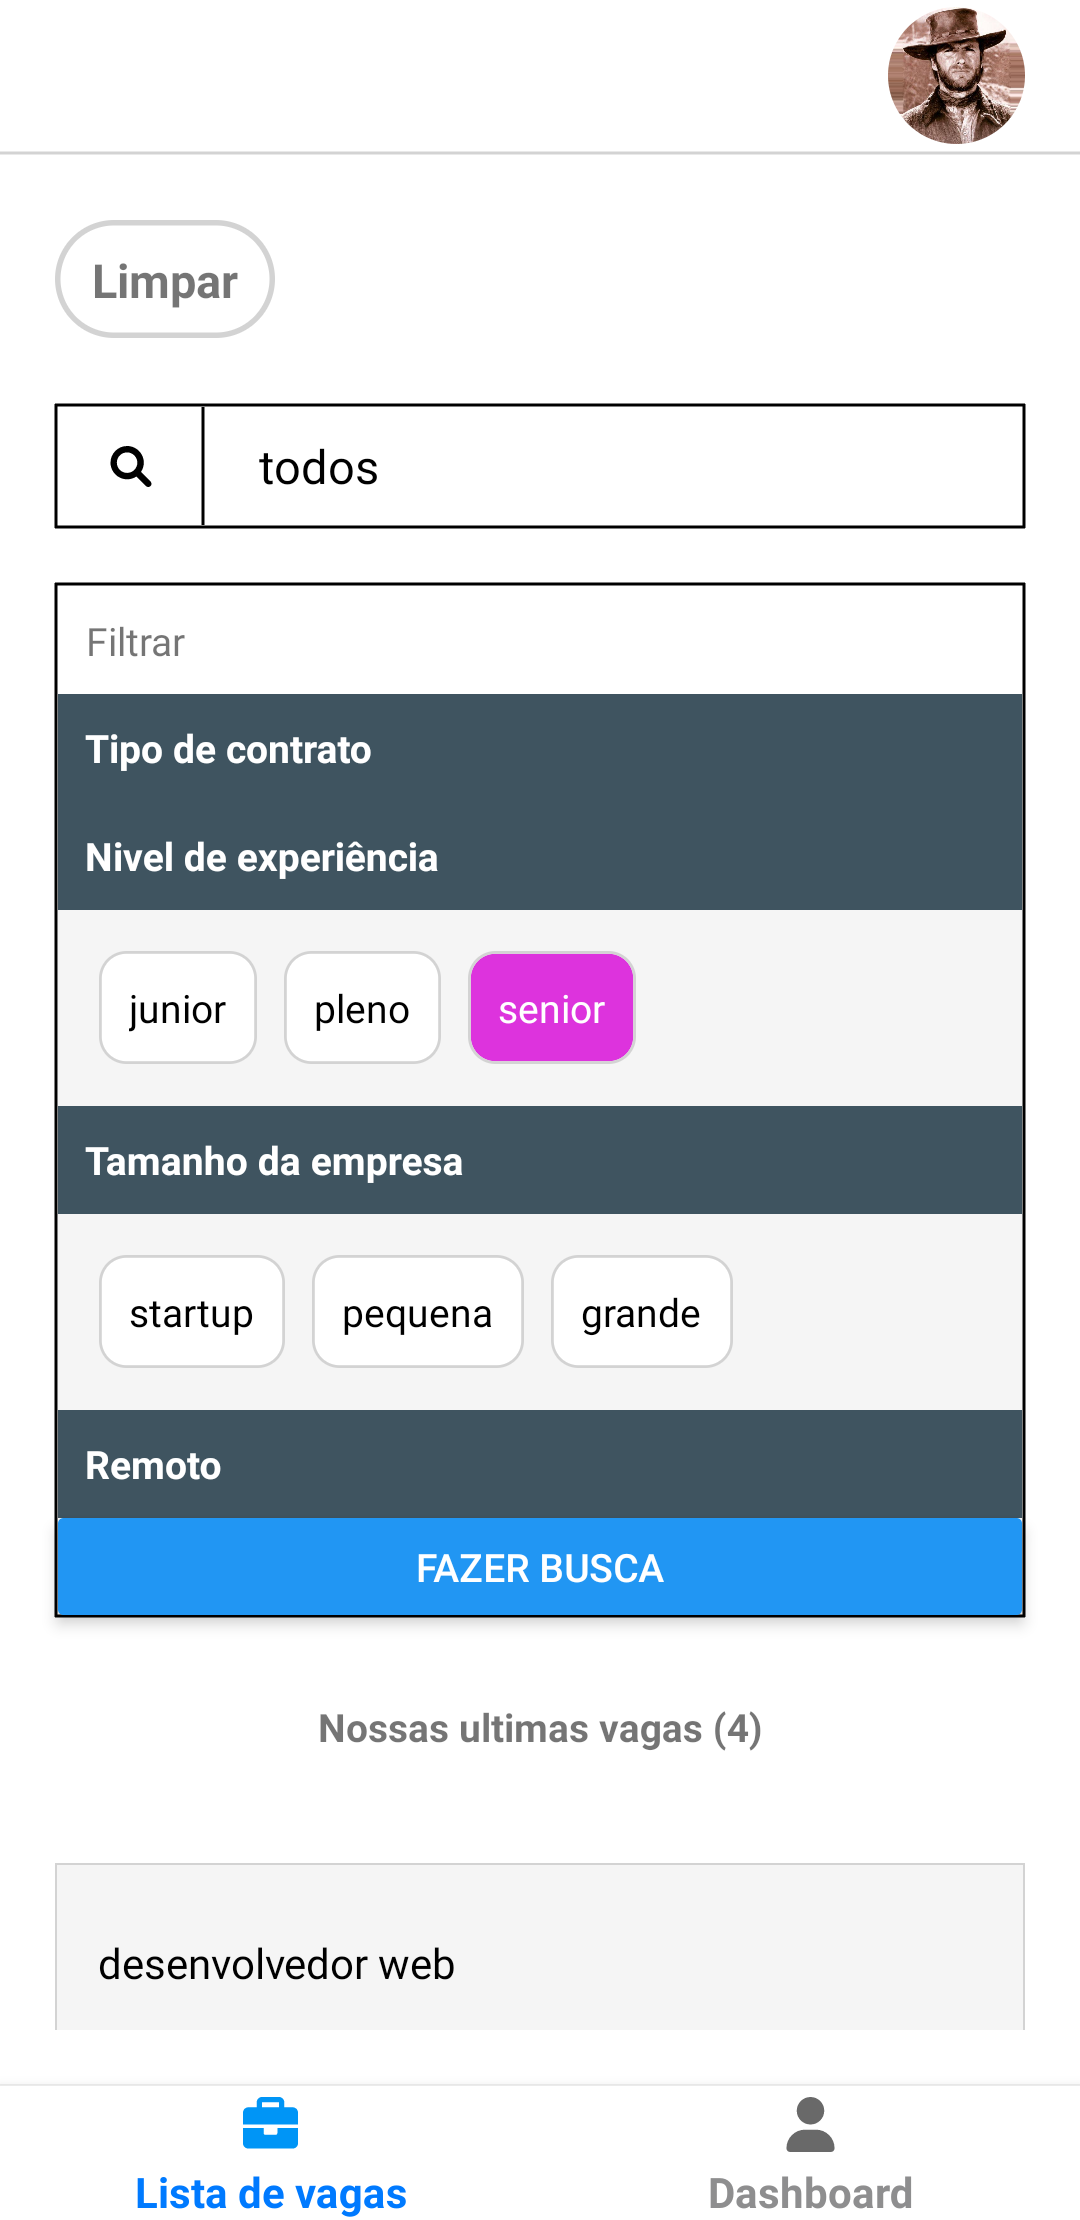 Limpar
todos
Filtrar
Tipo de contrato
Nivel de experiência
junior pleno senior
Tamanho da empresa
startup pequena grande
Remoto
FAZER BUSCA
Nossas ultimas vagas (4)
desenvolvedor web
Lista de vagas Dashboard